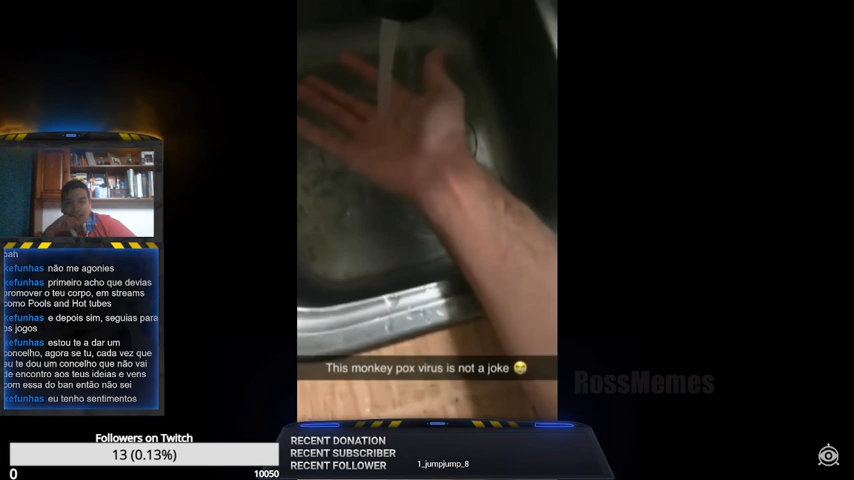 bah
kefunhas não me agonies
kefunhas primeiro acho que devias
promover o teu corpo, em streams
como Pools and Hot tubes
kefunhas e depois sim, seguias para
os jogos
kefunhas estou te a dar um
concelho, agora se tu, cada vez que
eu te dou um concelho que não vai
de encontro aos teus ideias e vens
com essa do ban então não sei
kefunhas eu tenho sentimentos
This monkey pox virus is not a joke 😂
RossMemes
Followers on Twitch
13 (0.13%)
0
10050
RECENT DONATION
RECENT SUBSCRIBER
RECENT FOLLOWER
1_jumpjump_8